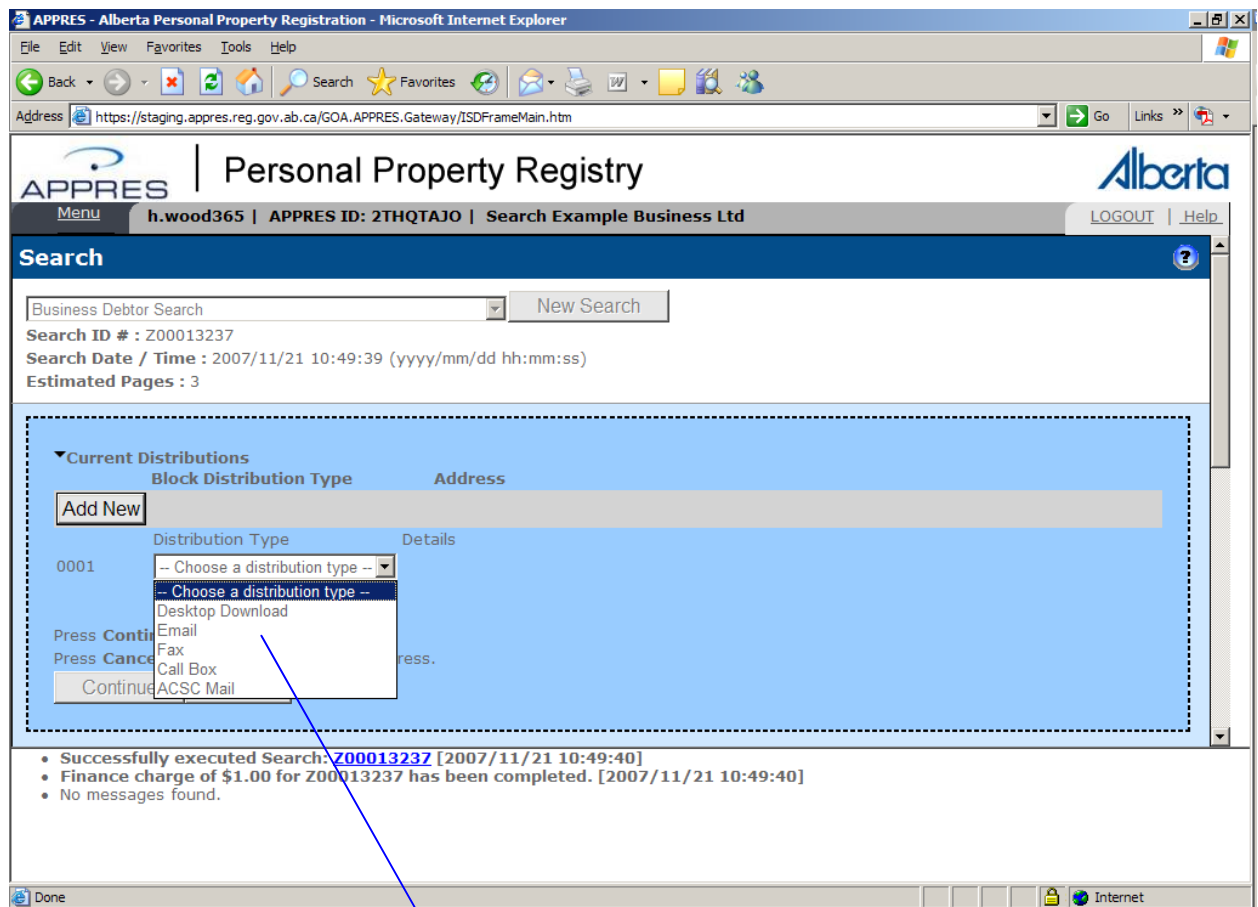 APPRES - Alberta Personal Property Registration - Microsoft Internet Explorer
File Edit View Favorites Tools Help
Back Search Favorites
Address https://staging.appres.reg.gov.ab.ca/GOA.APPRES.Gateway/ISDFrameMain.htm Go Links »
APPRES Personal Property Registry Alberta
Menu h.wood365 | APPRES ID: 2THQTAJO | Search Example Business Ltd LOGOUT | Help
Search ?
Business Debtor Search New Search
Search ID # : Z00013237
Search Date / Time : 2007/11/21 10:49:39 (yyyy/mm/dd hh:mm:ss)
Estimated Pages : 3
Current Distributions
Block Distribution Type Address
Add New
Distribution Type Details
0001 -- Choose a distribution type --
-- Choose a distribution type --
Desktop Download
Email
Fax
Call Box
ACSC Mail
Press
Press
Continue
Successfully executed Search: Z00013237 [2007/11/21 10:49:40]
Finance charge of $1.00 for Z00013237 has been completed. [2007/11/21 10:49:40]
No messages found.
Done Internet